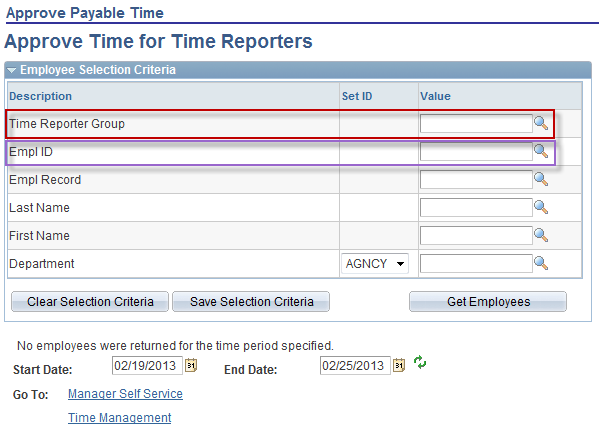 Approve Payable Time
Approve Time for Time Reporters
Employee Selection Criteria
Description Set ID Value
Time Reporter Group
Empl ID
Empl Record
Last Name
First Name
Department AGNCY
Clear Selection Criteria Save Selection Criteria Get Employees
No employees were returned for the time period specified.
Start Date: 02/19/2013 31 End Date: 02/25/2013 31
Go To: Manager Self Service
Time Management